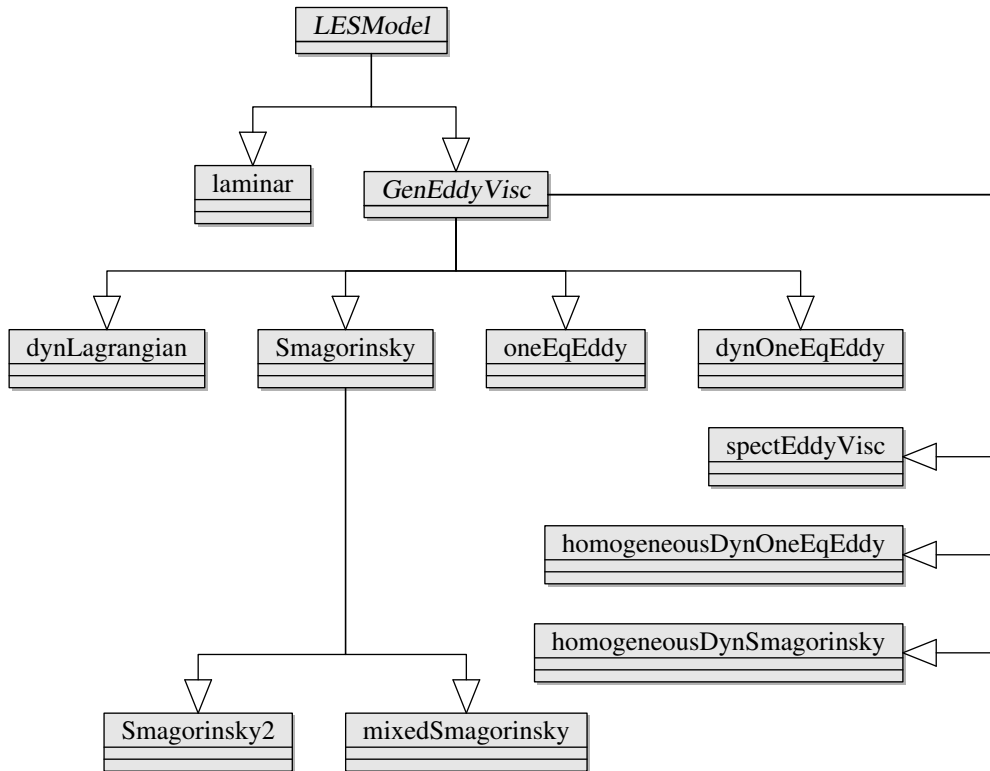 LESModel
laminar
GenEddyVisc
dynLagrangian
Smagorinsky
oneEqEddy
dynOneEqEddy
spectEddyVisc
homogeneousDynOneEqEddy
homogeneousDynSmagorinsky
Smagorinsky2
mixedSmagorinsky